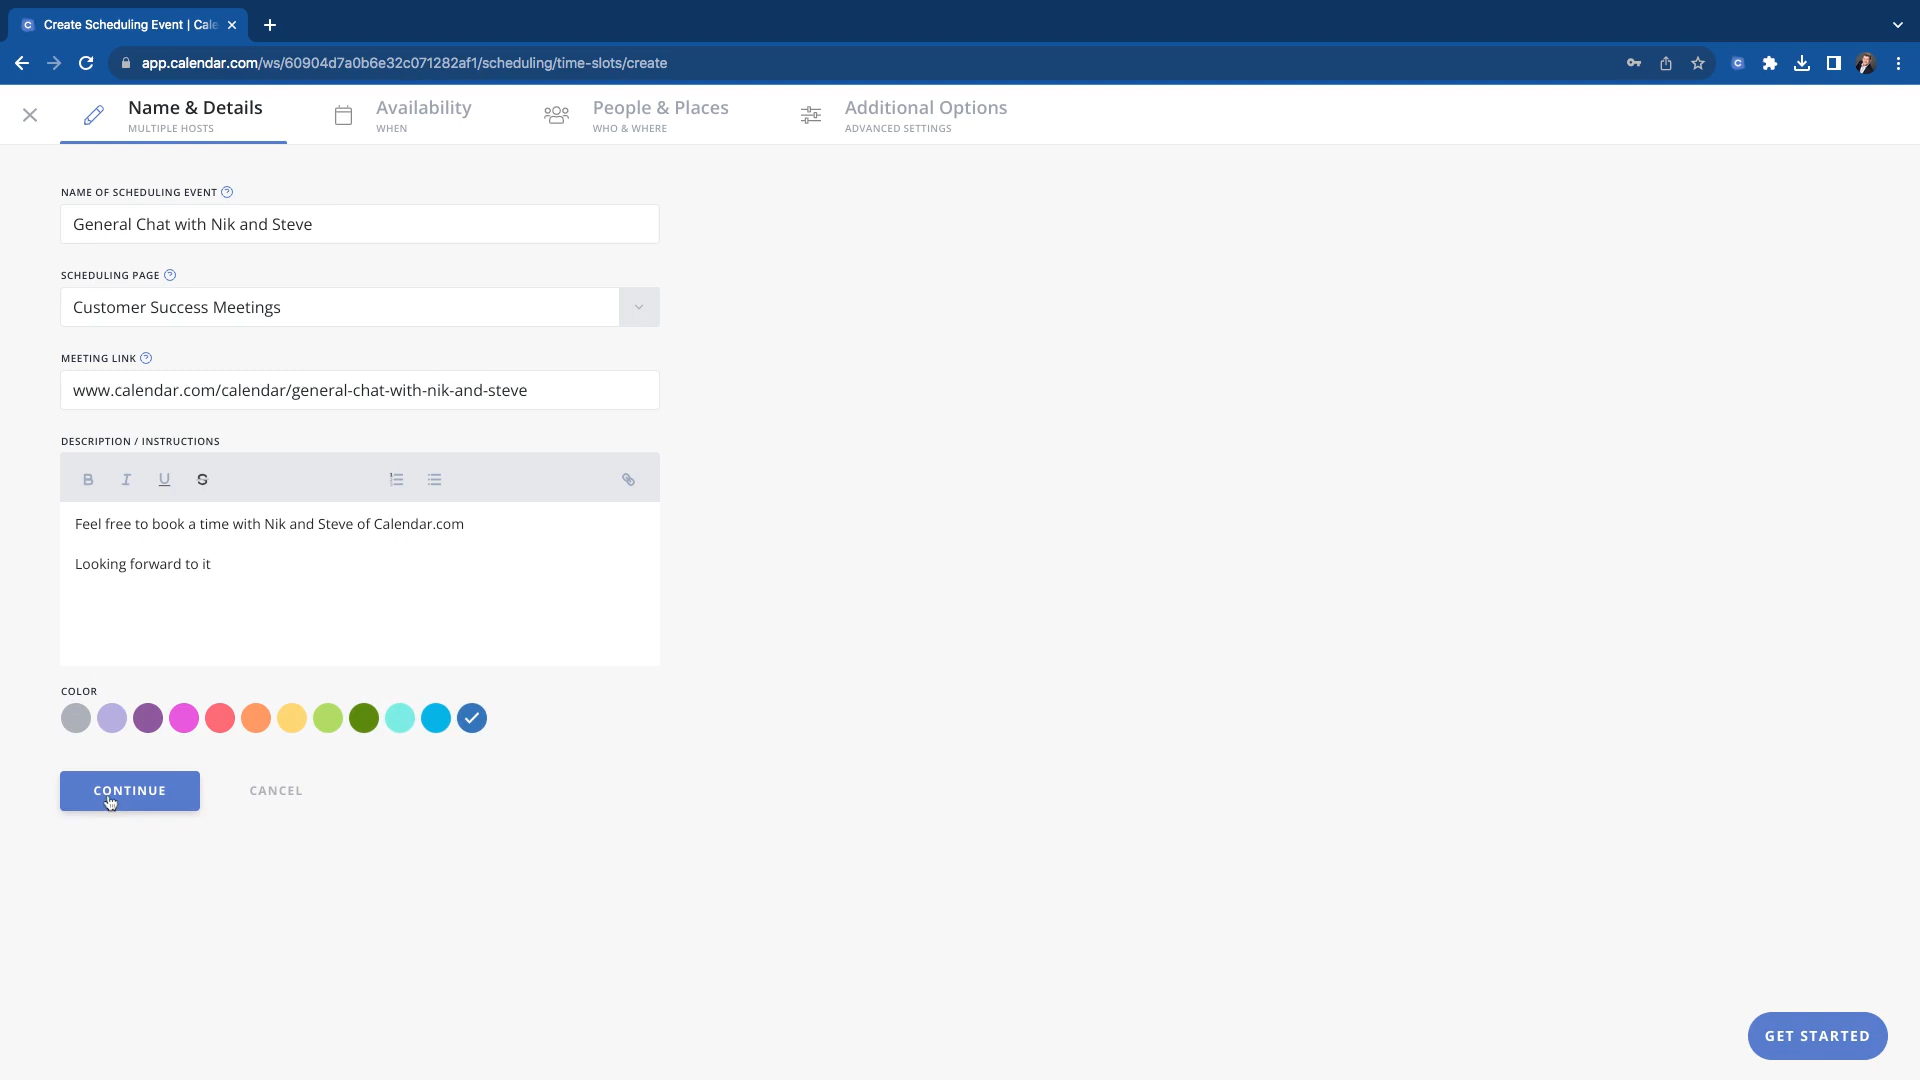 Create Scheduling Event | Cale
app.calendar.com/ws/60904d7a0b6e32c071282af1/scheduling/time-slots/create
Name & Details
MULTIPLE HOSTS
Availability
WHEN
People & Places
WHO & WHERE
Additional Options
ADVANCED SETTINGS
NAME OF SCHEDULING EVENT
General Chat with Nik and Steve
SCHEDULING PAGE
Customer Success Meetings
MEETING LINK
www.calendar.com/calendar/general-chat-with-nik-and-steve
DESCRIPTION / INSTRUCTIONS
B I U S
Feel free to book a time with Nik and Steve of Calendar.com
Looking forward to it
COLOR
CONTINUE
CANCEL
GET STARTED